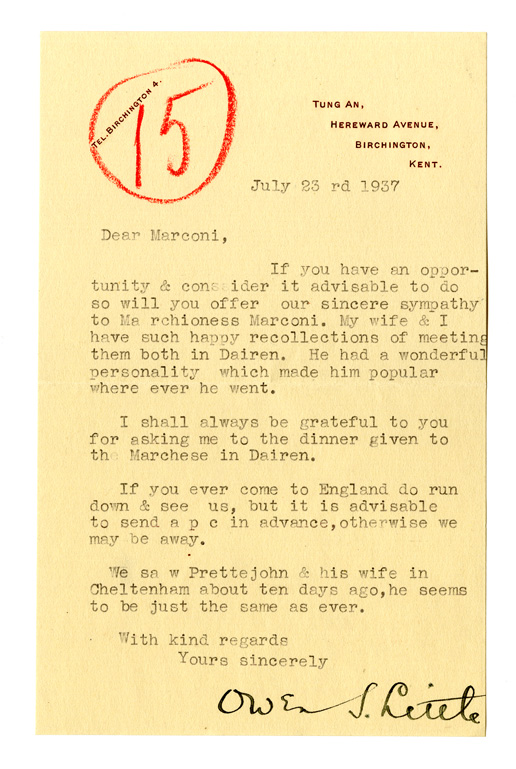 TEL. BIRCHINGTON 4.
15
TUNG AN,
HEREWARD AVENUE,
BIRCHINGTON,
KENT.
July 23 rd 1937
Dear Marconi,
If you have an oppor-
tunity & cons ider it advisable to do
so will you offer our sincere sympathy
to Ma rchioness Marconi. My wife & I
have such happy recollections of meeting
them both in Dairen. He had a wonderful
personality which made him popular
where ever he went.
I shall always be grateful to you
for asking me to the dinner given to
the Marchese in Dairen.
If you ever come to England do run
down & see us, but it is advisable
to send a p c in advance,otherwise we
may be away.
We sa w Prettejohn & his wife in
Cheltenham about ten days ago,he seems
to be just the same as ever.
With kind regards
Yours sincerely
Owen S. Little